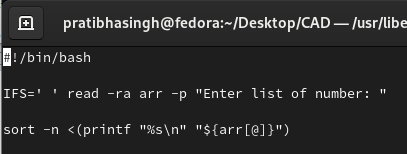 pratibhasingh@fedora:~/Desktop/CAD — /usr/libe
#!/bin/bash
IFS=' ' read -ra arr -p "Enter list of number: "
sort -n <(printf "%s\n" "${arr[@]}")